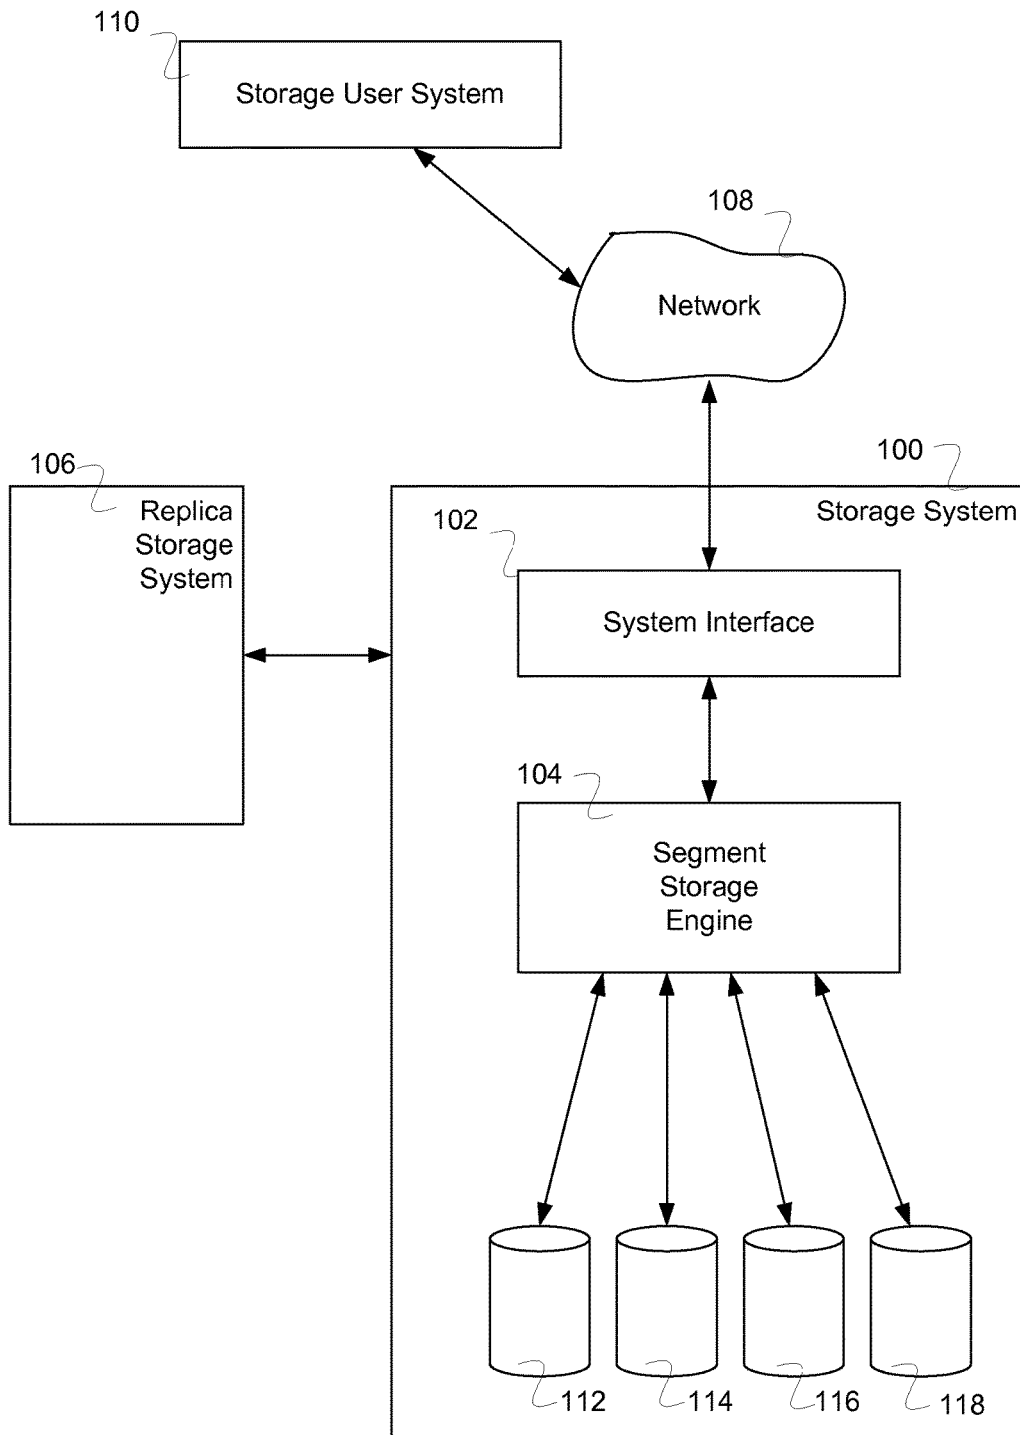 110
Storage User System
108
Network
100
Storage System
106
Replica
Storage
System
102
System Interface
104
Segment
Storage
Engine
112
114
116
118